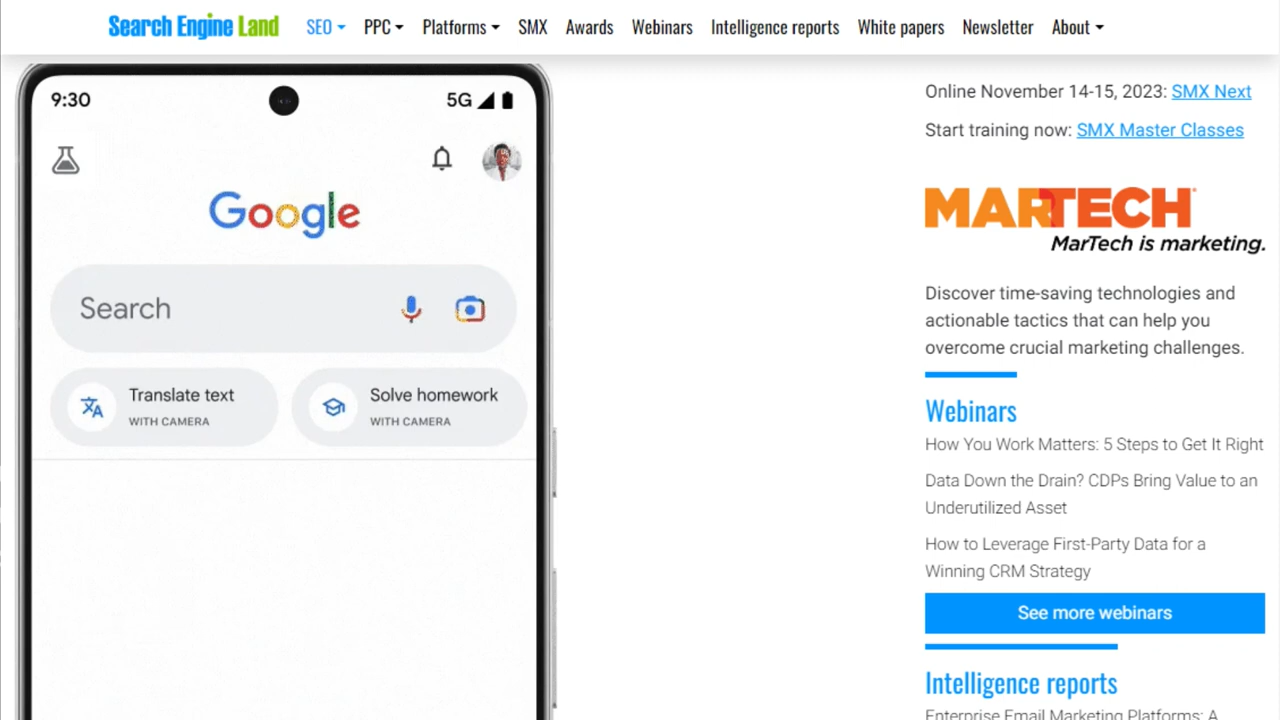 Search Engine Land
SEO PPC Platforms SMX Awards Webinars Intelligence reports White papers Newsletter About
9:30
5G
Google
Search
Translate text
WITH CAMERA
Solve homework
WITH CAMERA
Online November 14-15, 2023: SMX Next
Start training now: SMX Master Classes
MARTECH
MarTech is marketing.
Discover time-saving technologies and
actionable tactics that can help you
overcome crucial marketing challenges.
Webinars
How You Work Matters: 5 Steps to Get It Right
Data Down the Drain? CDPs Bring Value to an
Underutilized Asset
How to Leverage First-Party Data for a
Winning CRM Strategy
See more webinars
Intelligence reports
Enterprise Email Marketing Platforms: A